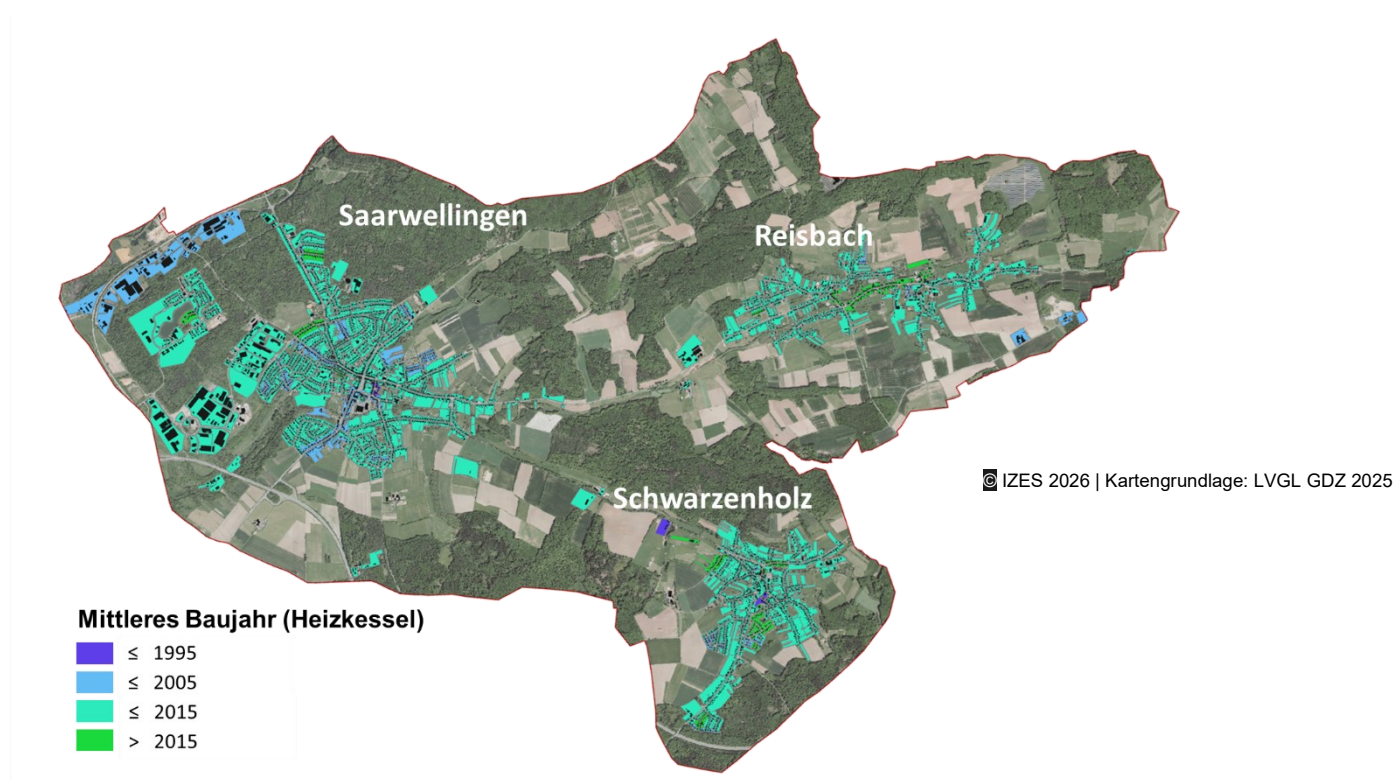 Saarwellingen
Reisbach
© IZES 2026 | Kartengrundlage: LVGL GDZ 2025
Schwarzenholz
Mittleres Baujahr (Heizkessel)
≤ 1995
≤ 2005
≤ 2015
> 2015